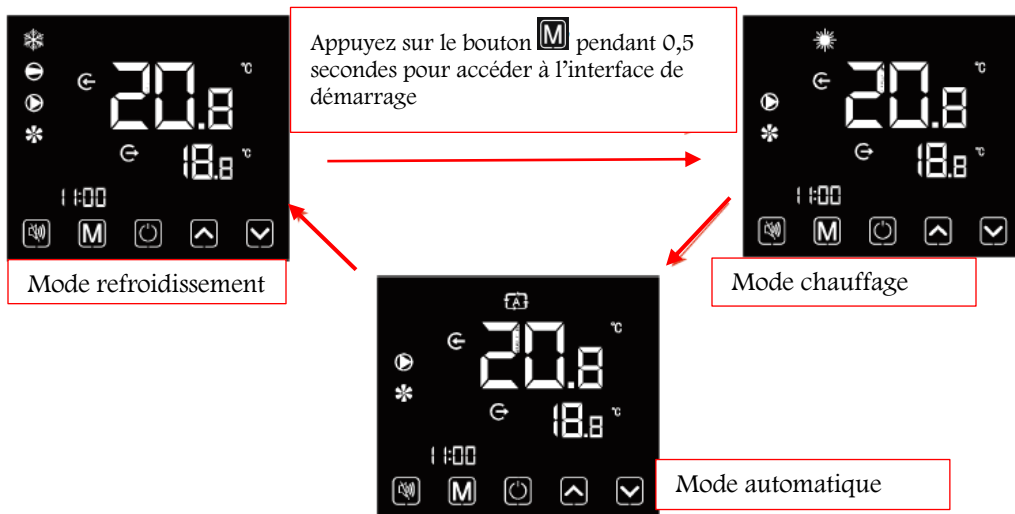 20.8 °C
18.8 °C
11:00
M
Mode refroidissement
Appuyez sur le bouton M pendant 0,5
secondes pour accéder à l'interface de
démarrage
20.8 °C
18.8 °C
11:00
M
Mode chauffage
A
20.8 °C
18.8 °C
11:00
M
Mode automatique